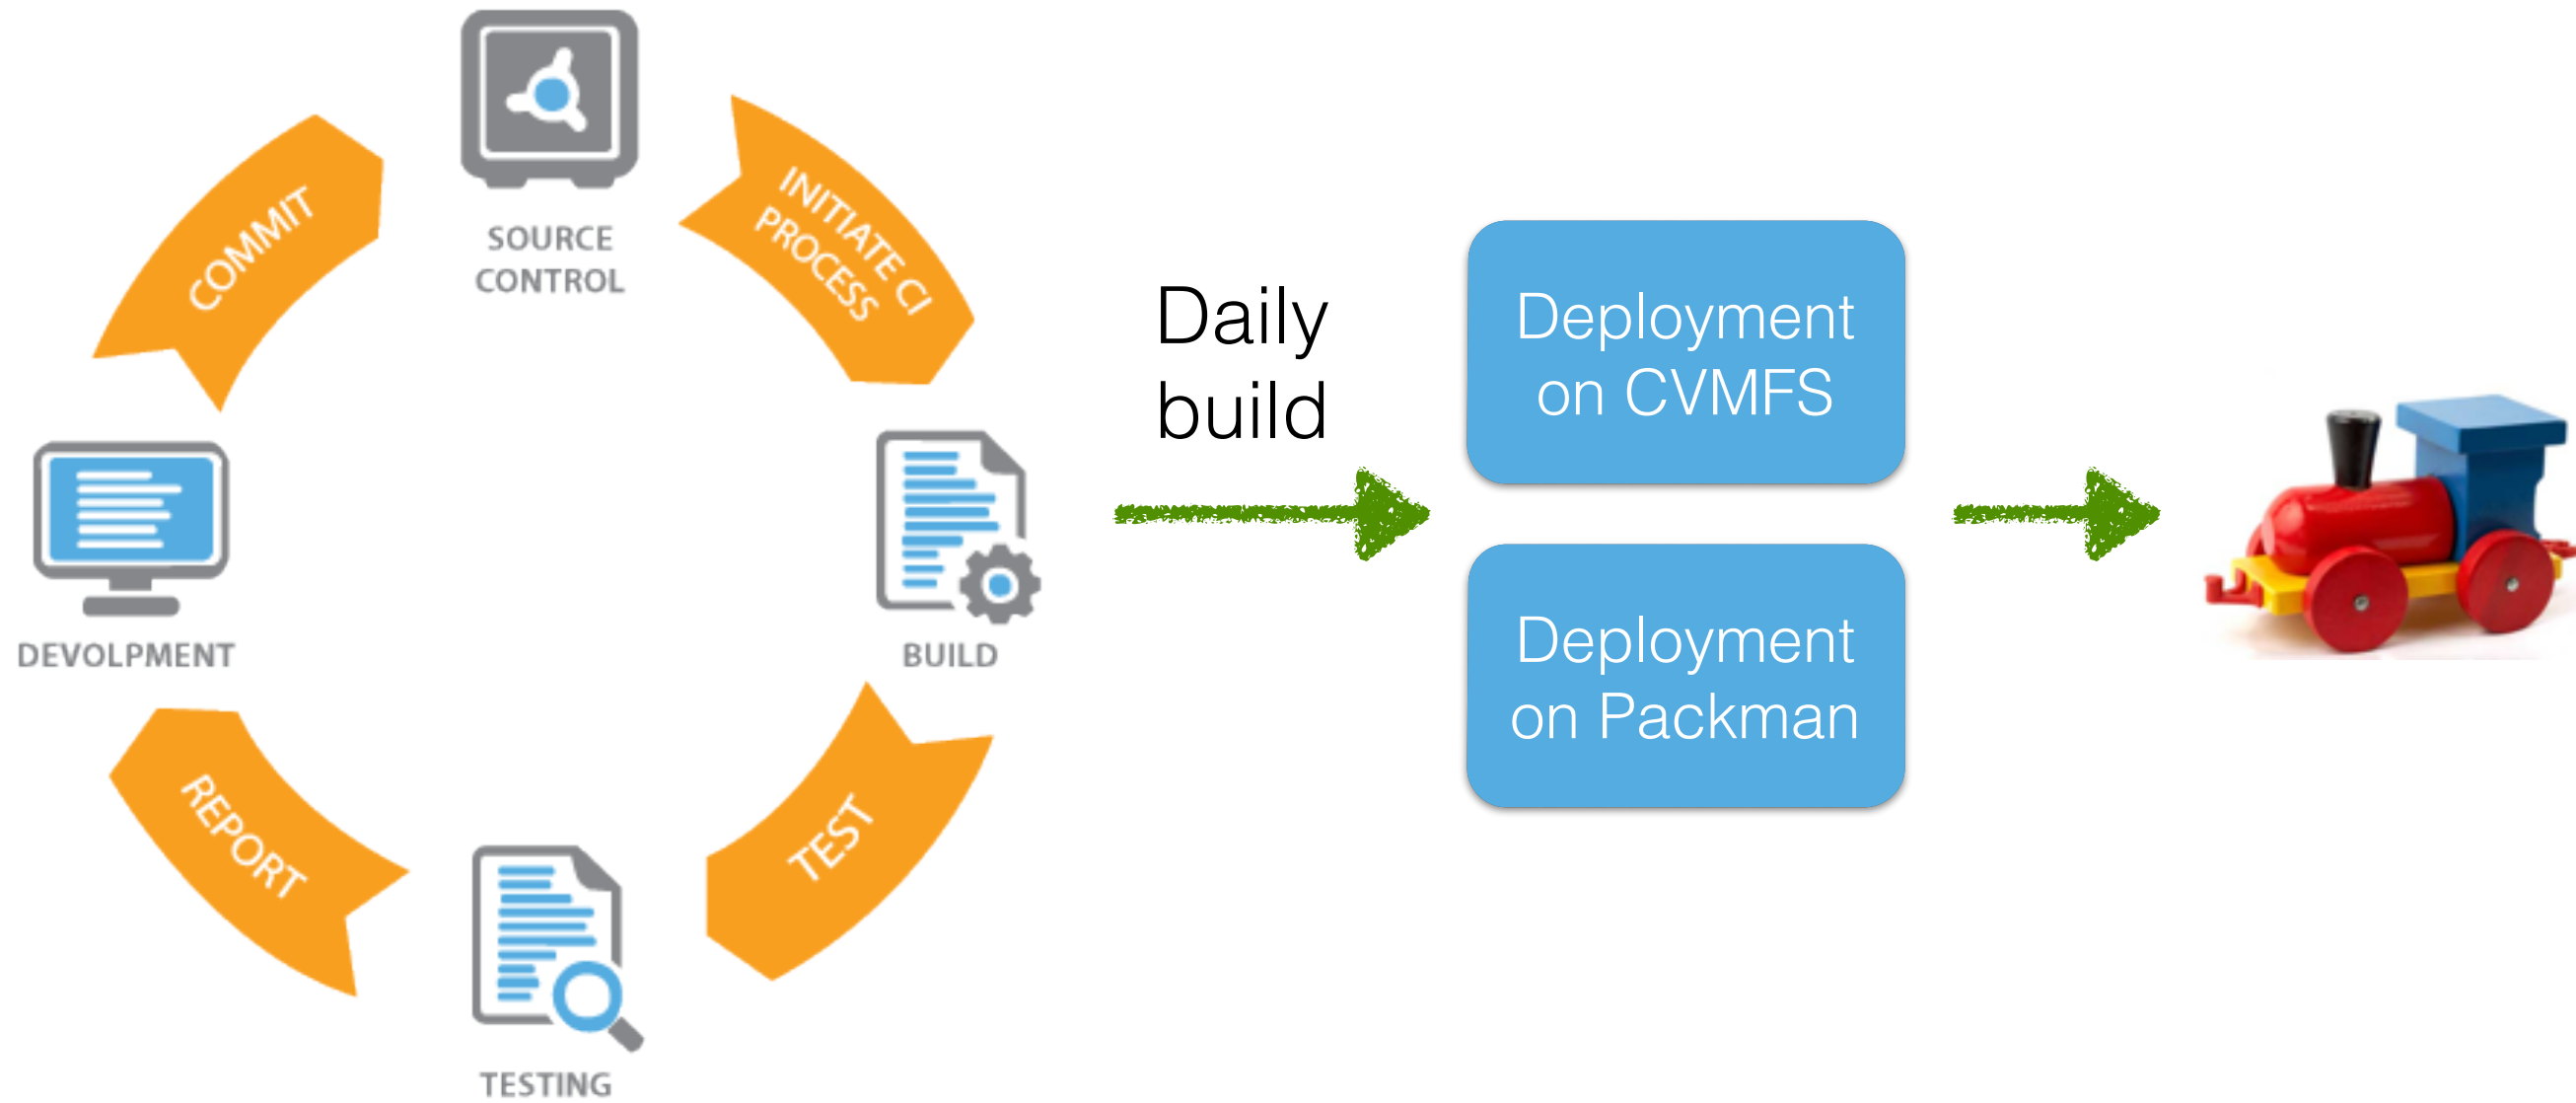 COMMIT
SOURCE
CONTROL
INITIATE CI
PROCESS
DEVOLPMENT
BUILD
REPORT
TEST
TESTING
Daily
build
Deployment
on CVMFS
Deployment
on Packman